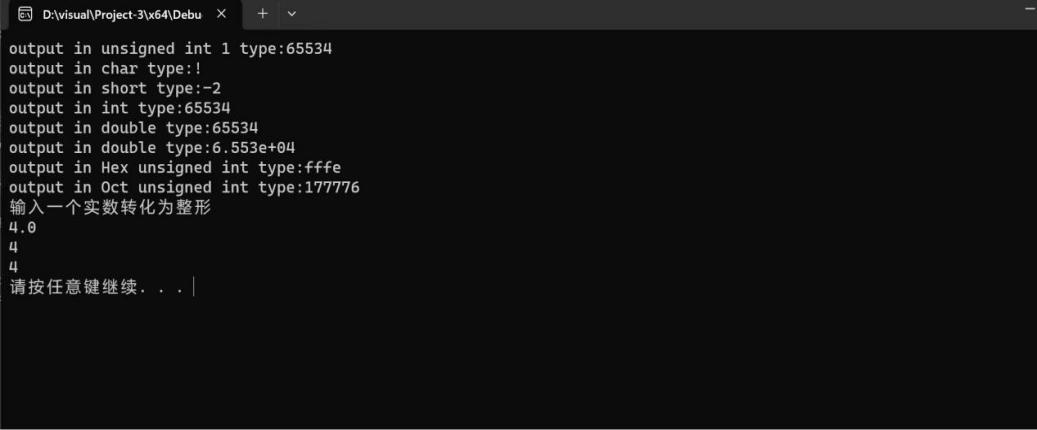 D:\visual\Project-3\x64\Debu
output in unsigned int 1 type:65534
output in char type:!
output in short type:-2
output in int type:65534
output in double type:65534
output in double type:6.553e+04
output in Hex unsigned int type:fffe
output in Oct unsigned int type:177776
输入一个实数转化为整形
4.0
4
4
请按任意键继续. . .